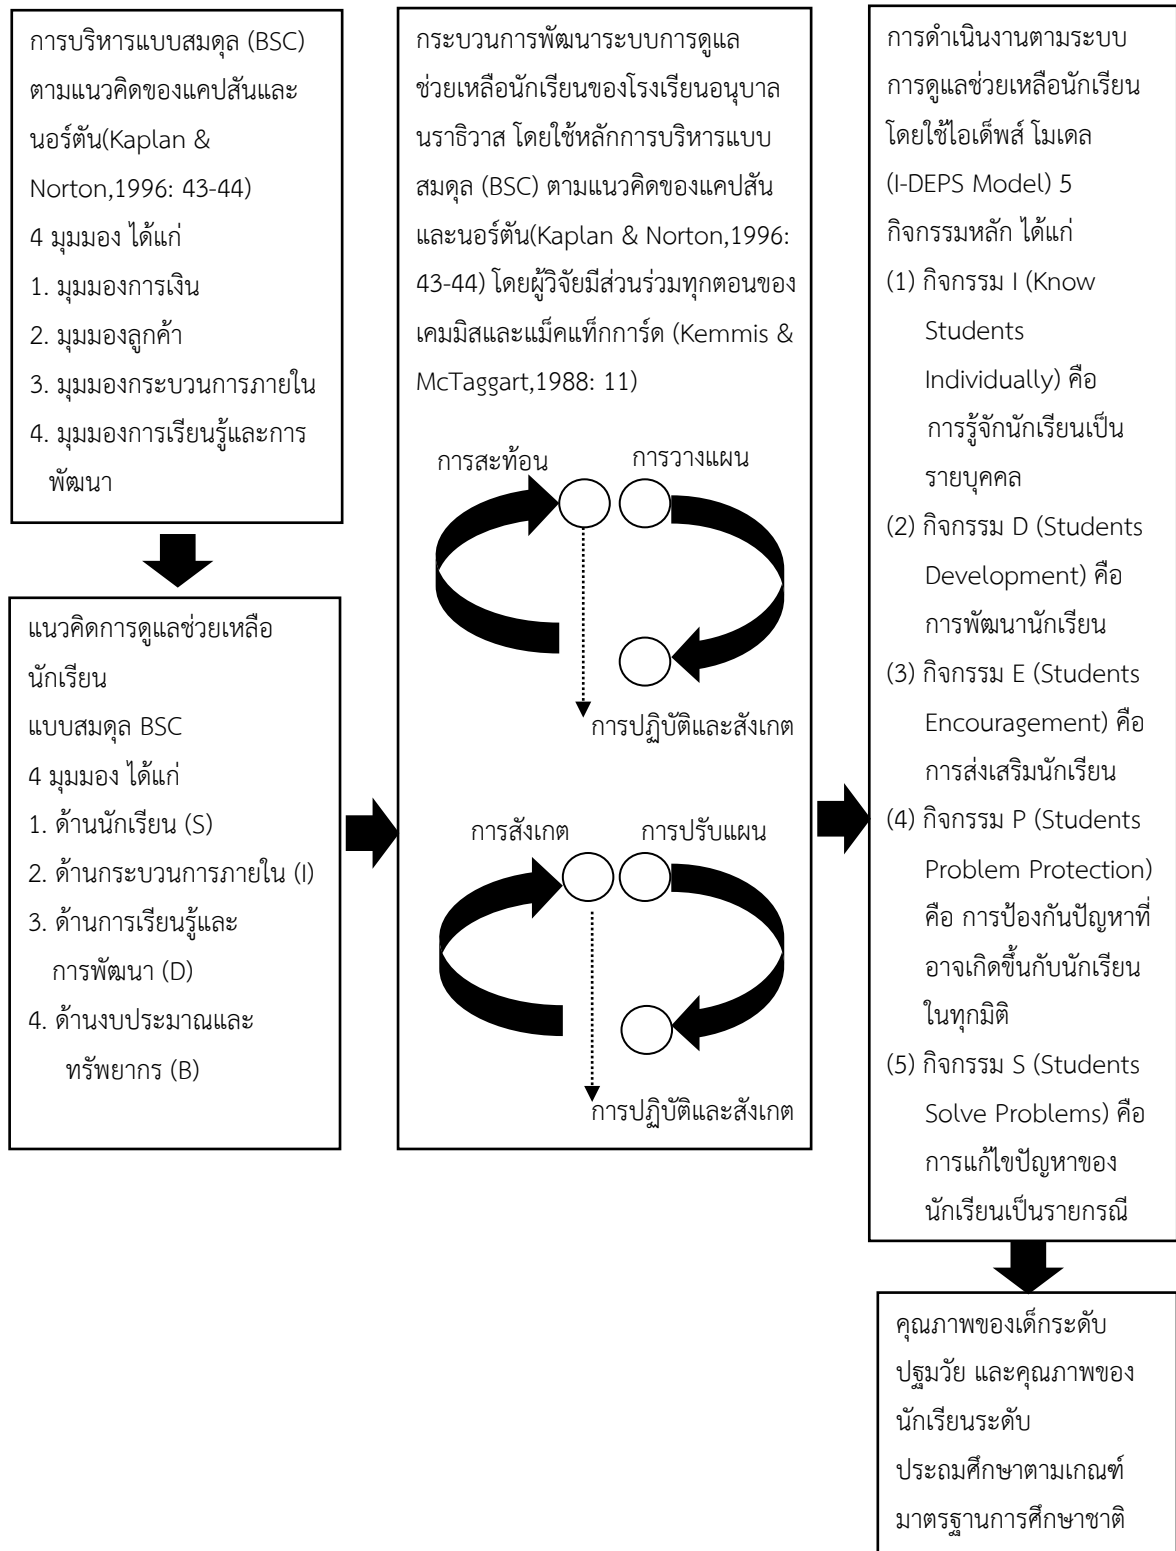 การบริหารแบบสมดุล (BSC)
ตามแนวคิดของแคปสันและ
นอร์ตัน(Kaplan &
Norton,1996: 43-44)
4 มุมมอง ได้แก่
1. มุมมองการเงิน
2. มุมมองลูกค้า
3. มุมมองกระบวนการภายใน
4. มุมมองการเรียนรู้และการ
พัฒนา
แนวคิดการดูแลช่วยเหลือ
นักเรียน
แบบสมดุล BSC
4 มุมมอง ได้แก่
1. ด้านนักเรียน (S)
2. ด้านกระบวนการภายใน (I)
3. ด้านการเรียนรู้และ
การพัฒนา (D)
4. ด้านงบประมาณและ
ทรัพยากร (B)
กระบวนการพัฒนาระบบการดูแล
ช่วยเหลือนักเรียนของโรงเรียนอนุบาล
นราธิวาส โดยใช้หลักการบริหารแบบ
สมดุล (BSC) ตามแนวคิดของแคปสัน
และนอร์ตัน(Kaplan & Norton,1996:
43-44) โดยผู้วิจัยมีส่วนร่วมทุกตอนของ
เคมมิสและแม็คแท็กการ์ด (Kemmis &
McTaggart,1988: 11)
การสะท้อน
การวางแผน
การปฏิบัติและสังเกต
การสังเกต
การปรับแผน
การปฏิบัติและสังเกต
การดำเนินงานตามระบบ
การดูแลช่วยเหลือนักเรียน
โดยใช้ไอเด็พส์ โมเดล
(I-DEPS Model) 5
กิจกรรมหลัก ได้แก่
(1) กิจกรรม I (Know
Students
Individually) คือ
การรู้จักนักเรียนเป็น
รายบุคคล
(2) กิจกรรม D (Students
Development) คือ
การพัฒนานักเรียน
(3) กิจกรรม E (Students
Encouragement) คือ
การส่งเสริมนักเรียน
(4) กิจกรรม P (Students
Problem Protection)
คือ การป้องกันปัญหาที่
อาจเกิดขึ้นกับนักเรียน
ในทุกมิติ
(5) กิจกรรม S (Students
Solve Problems) คือ
การแก้ไขปัญหาของ
นักเรียนเป็นรายกรณี
คุณภาพของเด็กระดับ
ปฐมวัย และคุณภาพของ
นักเรียนระดับ
ประถมศึกษาตามเกณฑ์
มาตรฐานการศึกษาชาติ